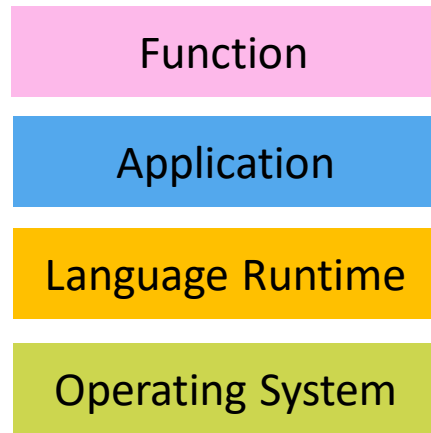 Function
Application
Language Runtime
Operating System